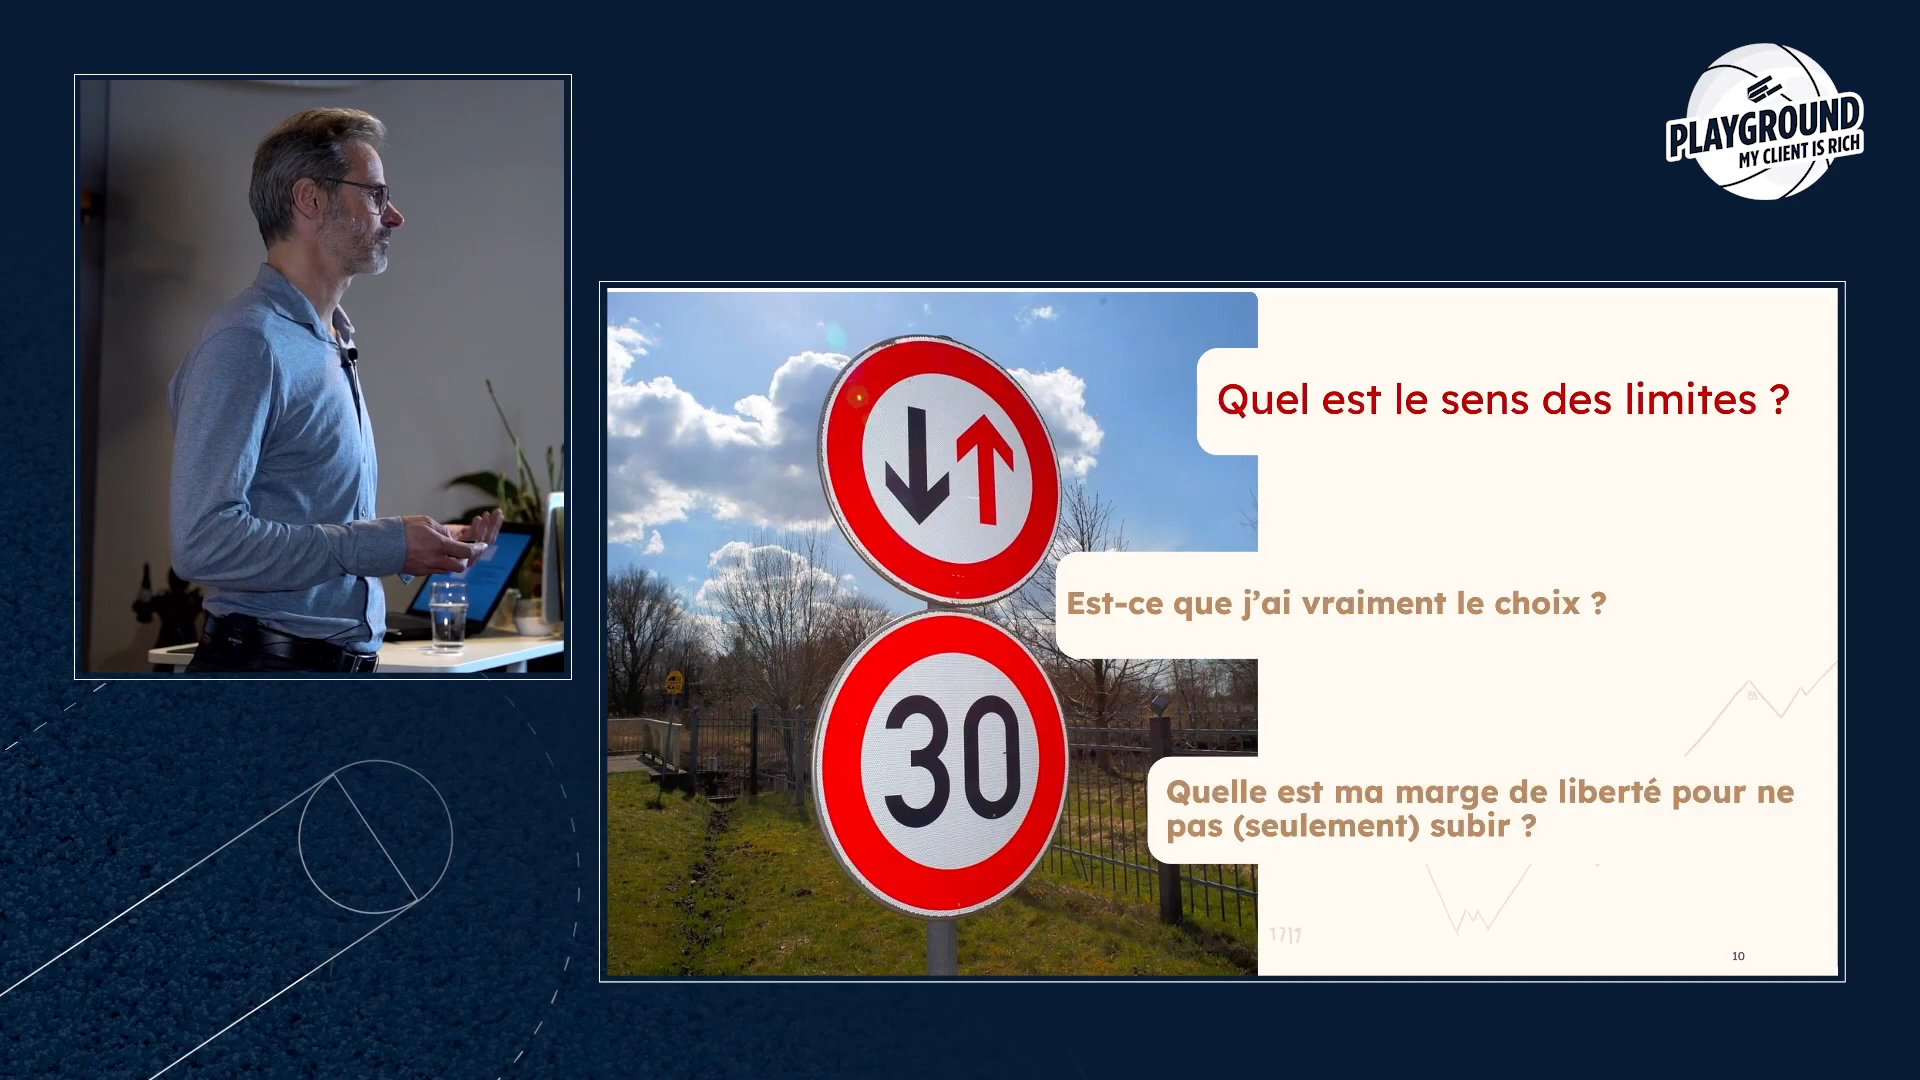 PLAYGROUND
MY CLIENT IS RICH
Quel est le sens des limites ?
Est-ce que j’ai vraiment le choix ?
30
Quelle est ma marge de liberté pour ne
pas (seulement) subir ?
10